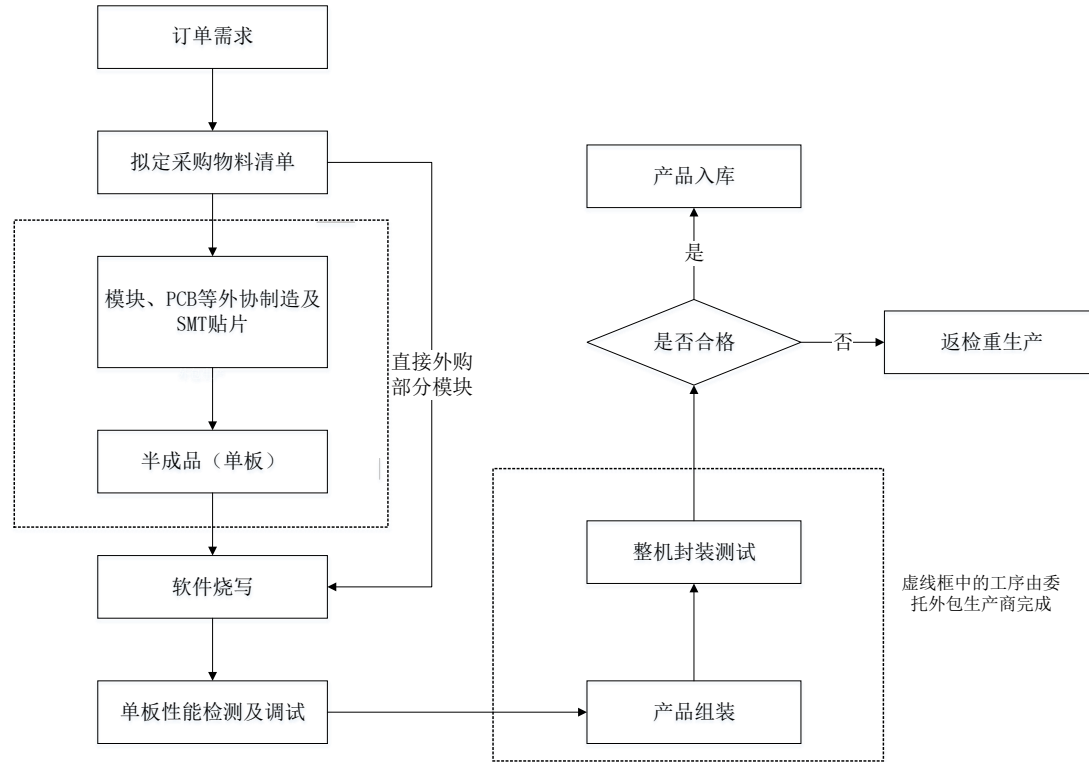 订单需求
拟定采购物料清单
模块、PCB等外协制造及
SMT贴片
直接外购
部分模块
半成品（单板）
软件烧写
单板性能检测及调试
产品入库
是
是否合格
否
返检重生产
整机封装测试
虚线框中的工序由委
托外包生产商完成
产品组装